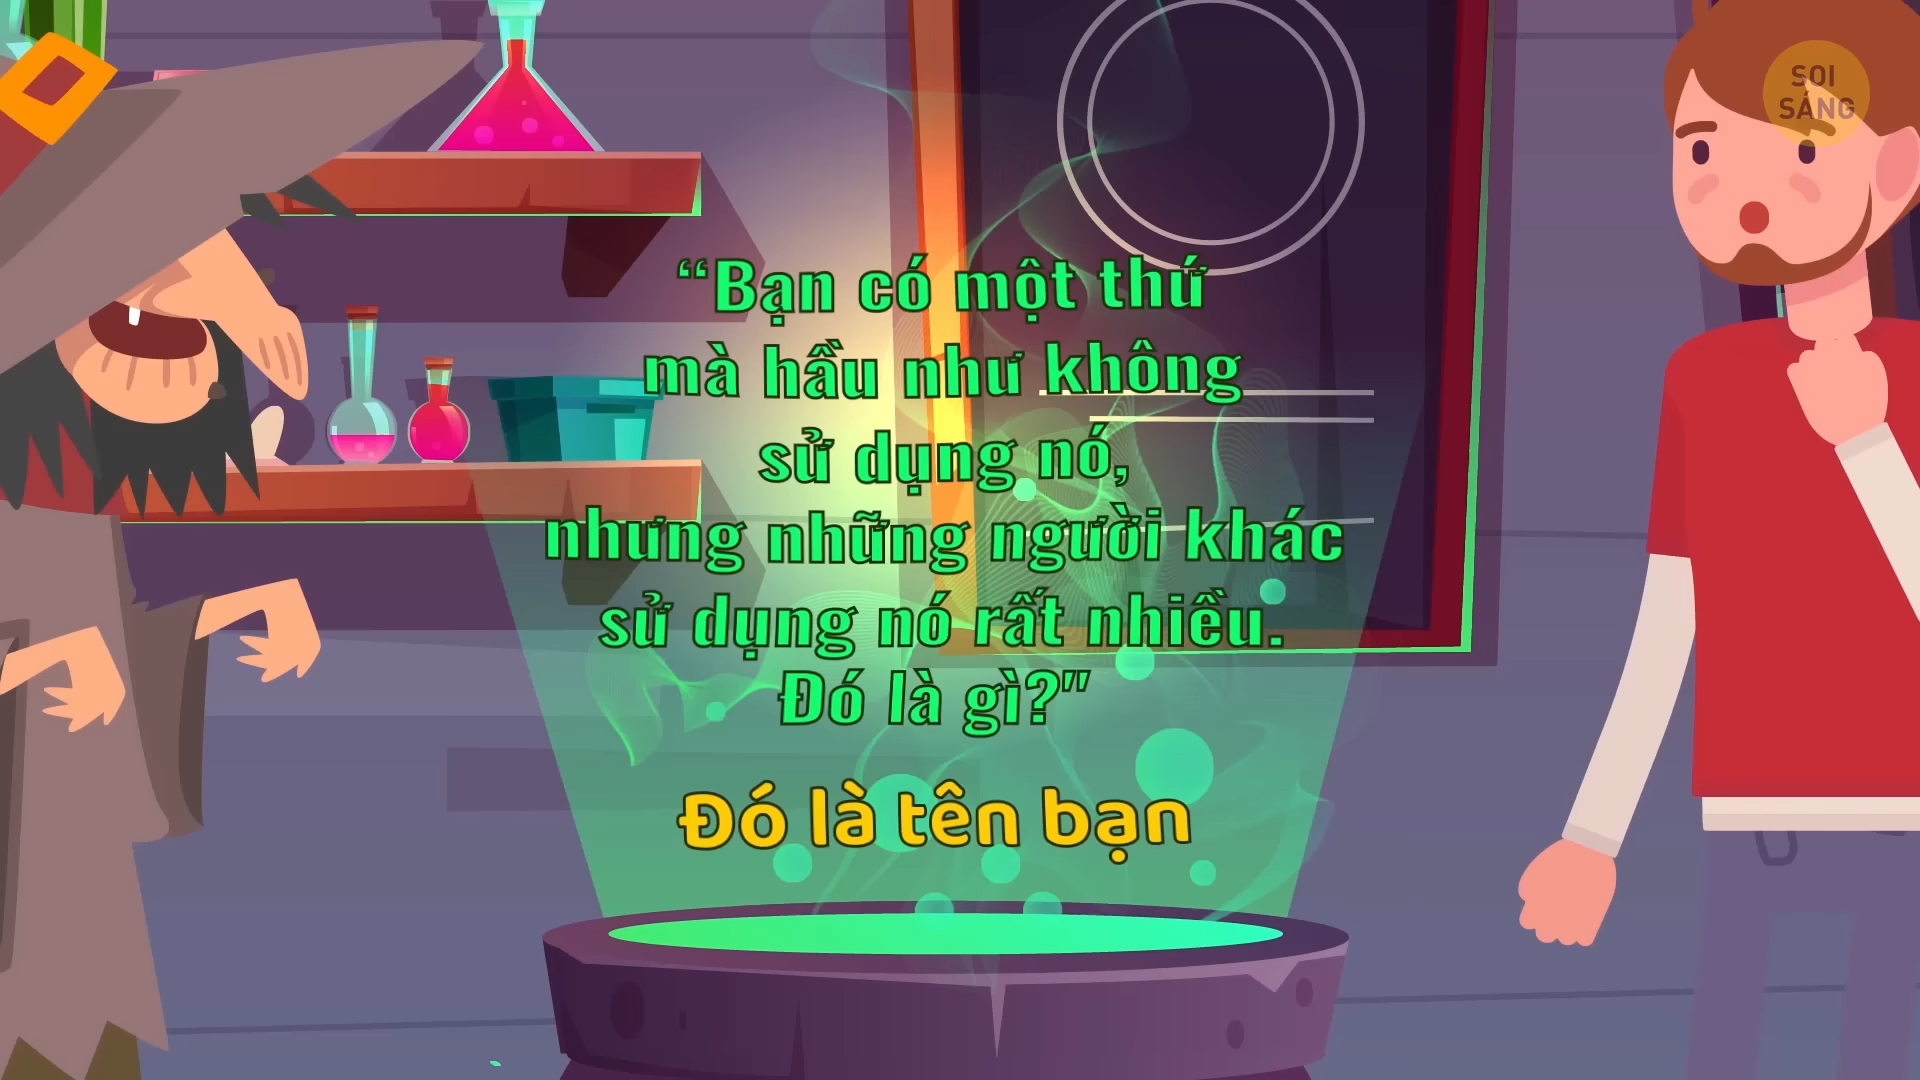 “Bạn có một thứ
mà hầu như không
sử dụng nó,
nhưng những người khác
sử dụng nó rất nhiều.
Đó là gì?"
Đó là tên bạn
SOI
SÁNG